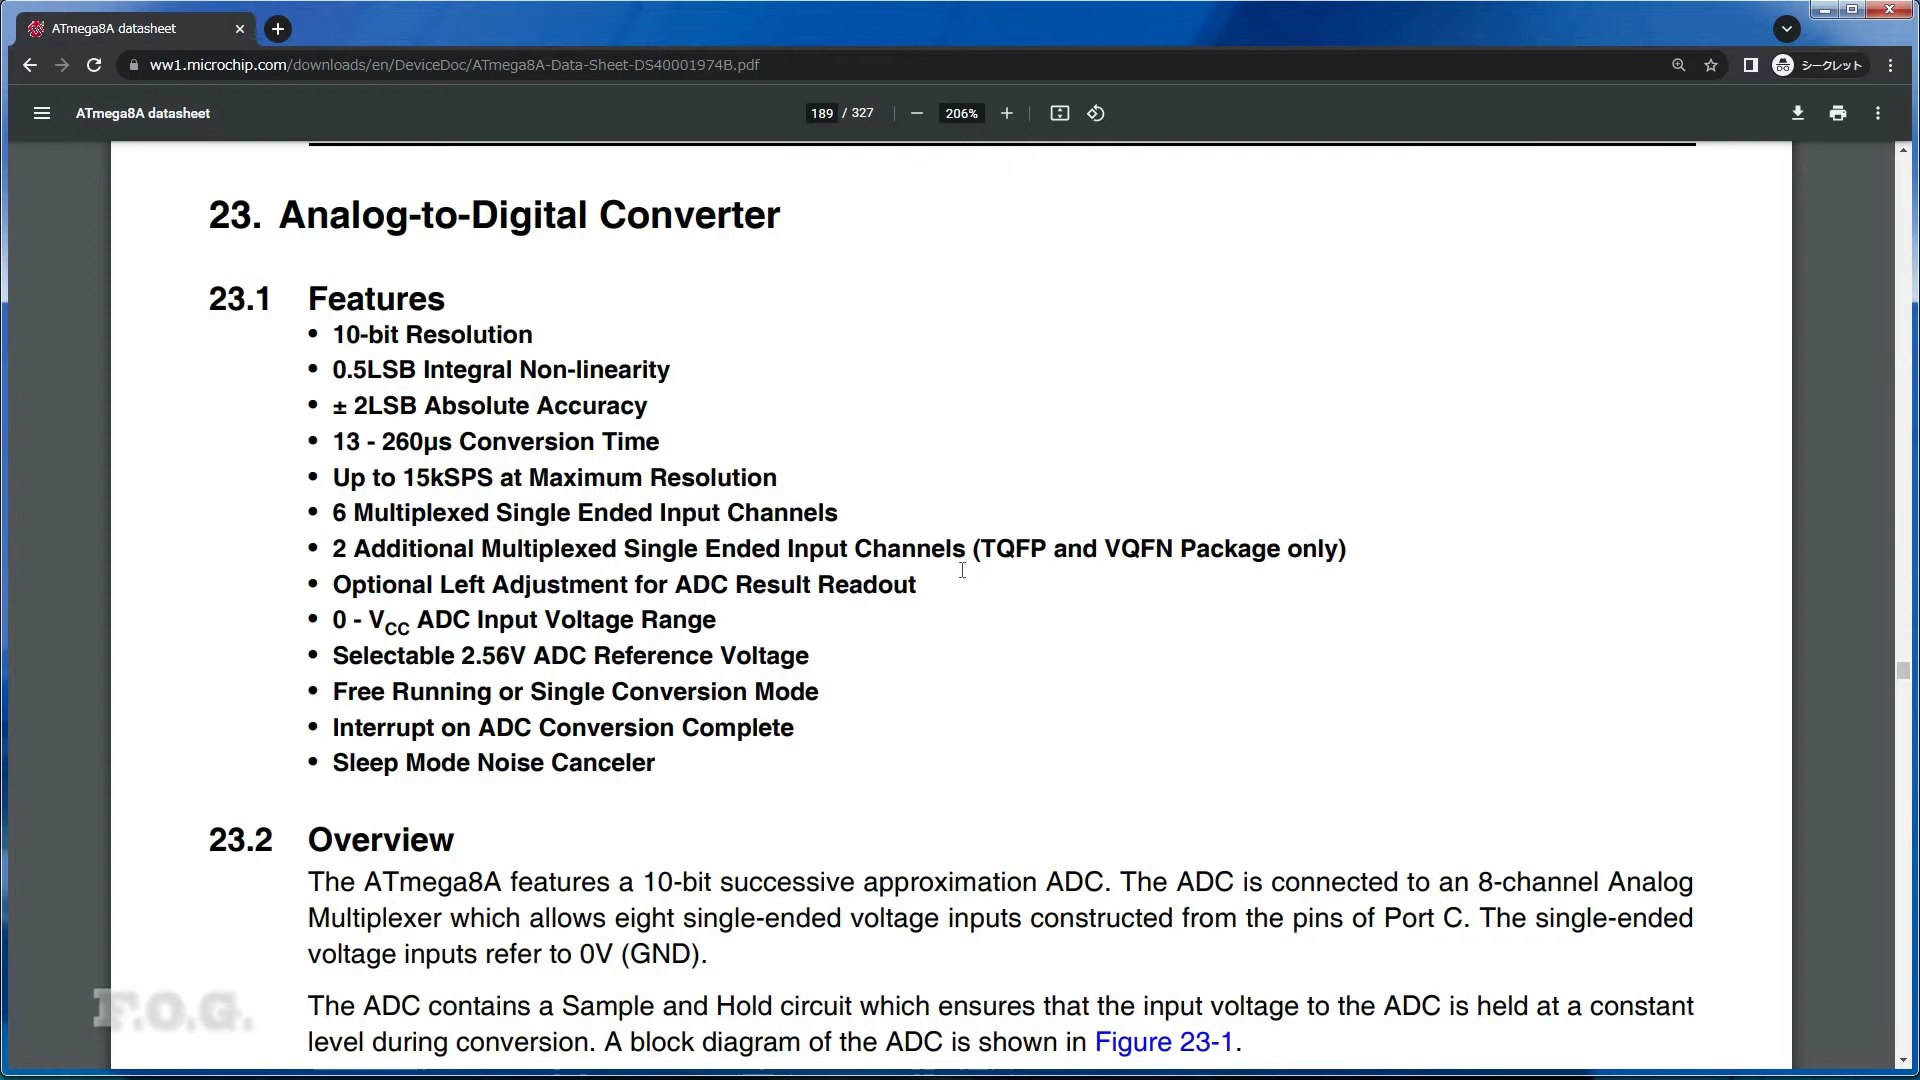 ATmega8A datasheet
ww1.microchip.com/downloads/en/DeviceDoc/ATmega8A-Data-Sheet-DS40001974B.pdf
シークレット
ATmega8A datasheet
189 / 327
206%
23. Analog-to-Digital Converter
23.1 Features
• 10-bit Resolution
• 0.5LSB Integral Non-linearity
• ± 2LSB Absolute Accuracy
• 13 - 260µs Conversion Time
• Up to 15kSPS at Maximum Resolution
• 6 Multiplexed Single Ended Input Channels
• 2 Additional Multiplexed Single Ended Input Channels (TQFP and VQFN Package only)
• Optional Left Adjustment for ADC Result Readout
• 0 - VCC ADC Input Voltage Range
• Selectable 2.56V ADC Reference Voltage
• Free Running or Single Conversion Mode
• Interrupt on ADC Conversion Complete
• Sleep Mode Noise Canceler
23.2 Overview
The ATmega8A features a 10-bit successive approximation ADC. The ADC is connected to an 8-channel Analog
Multiplexer which allows eight single-ended voltage inputs constructed from the pins of Port C. The single-ended
voltage inputs refer to 0V (GND).
The ADC contains a Sample and Hold circuit which ensures that the input voltage to the ADC is held at a constant
level during conversion. A block diagram of the ADC is shown in Figure 23-1.
F.O.G.